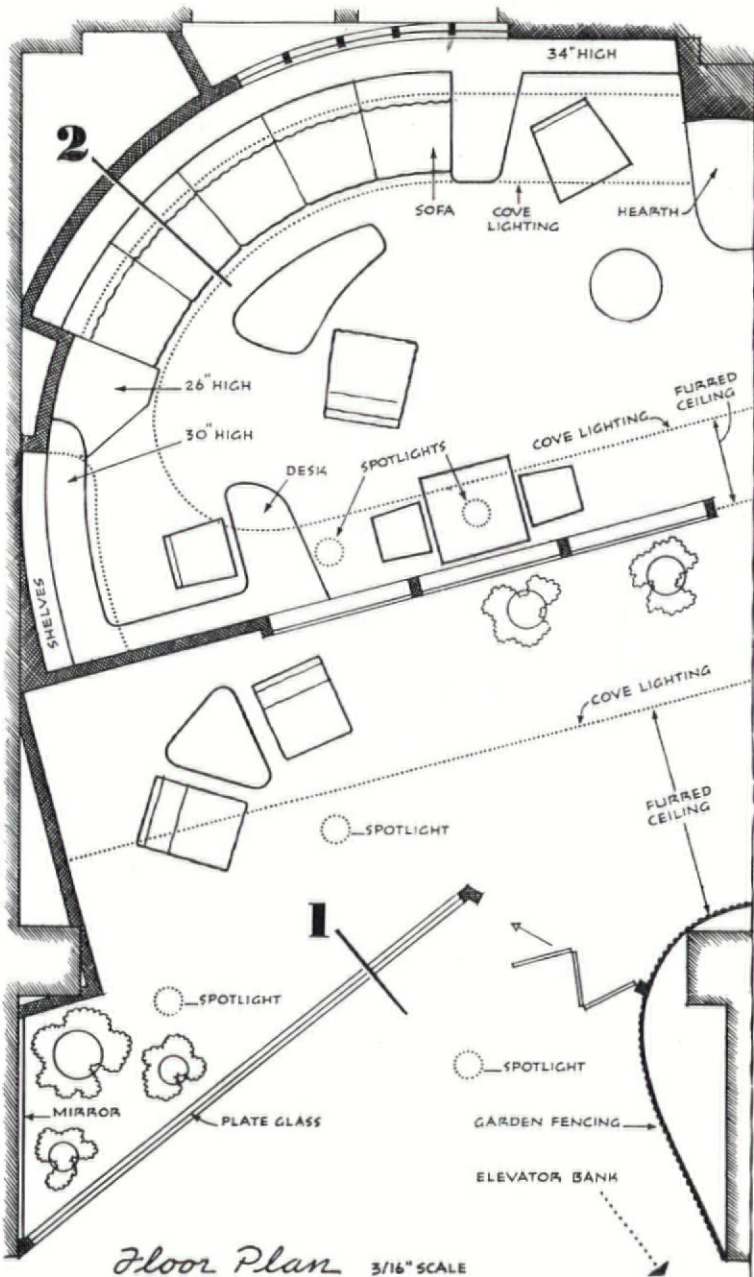 34" HIGH
2
SOFA
COVE
LIGHTING
HEARTH
26" HIGH
30" HIGH
FURRED
CEILING
COVE LIGHTING
SPOTLIGHTS
DESK
SHELVES
COVE LIGHTING
FURRED
CEILING
SPOTLIGHT
1
SPOTLIGHT
SPOTLIGHT
MIRROR
PLATE GLASS
GARDEN FENCING
ELEVATOR BANK
Floor Plan 3/16" SCALE